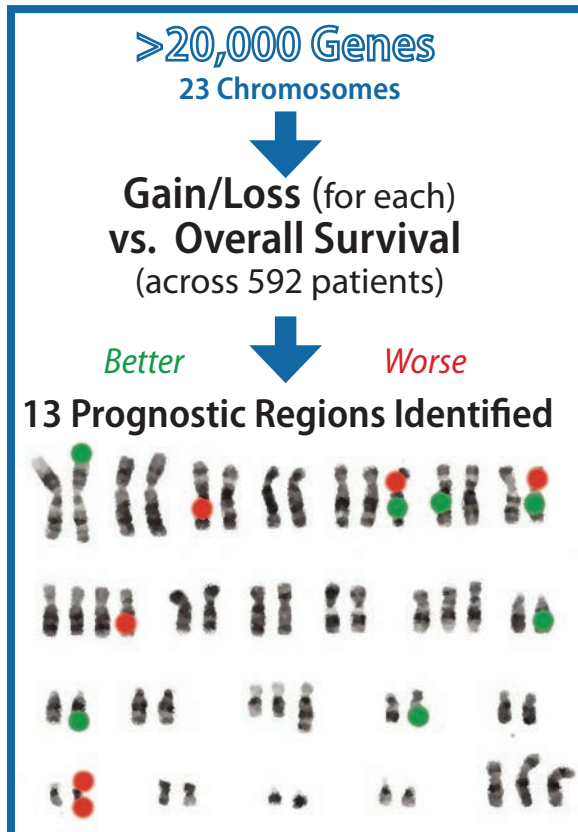 >20,000 Genes
23 Chromosomes
Gain/Loss (for each)
vs. Overall Survival
(across 592 patients)
Better Worse
13 Prognostic Regions Identified